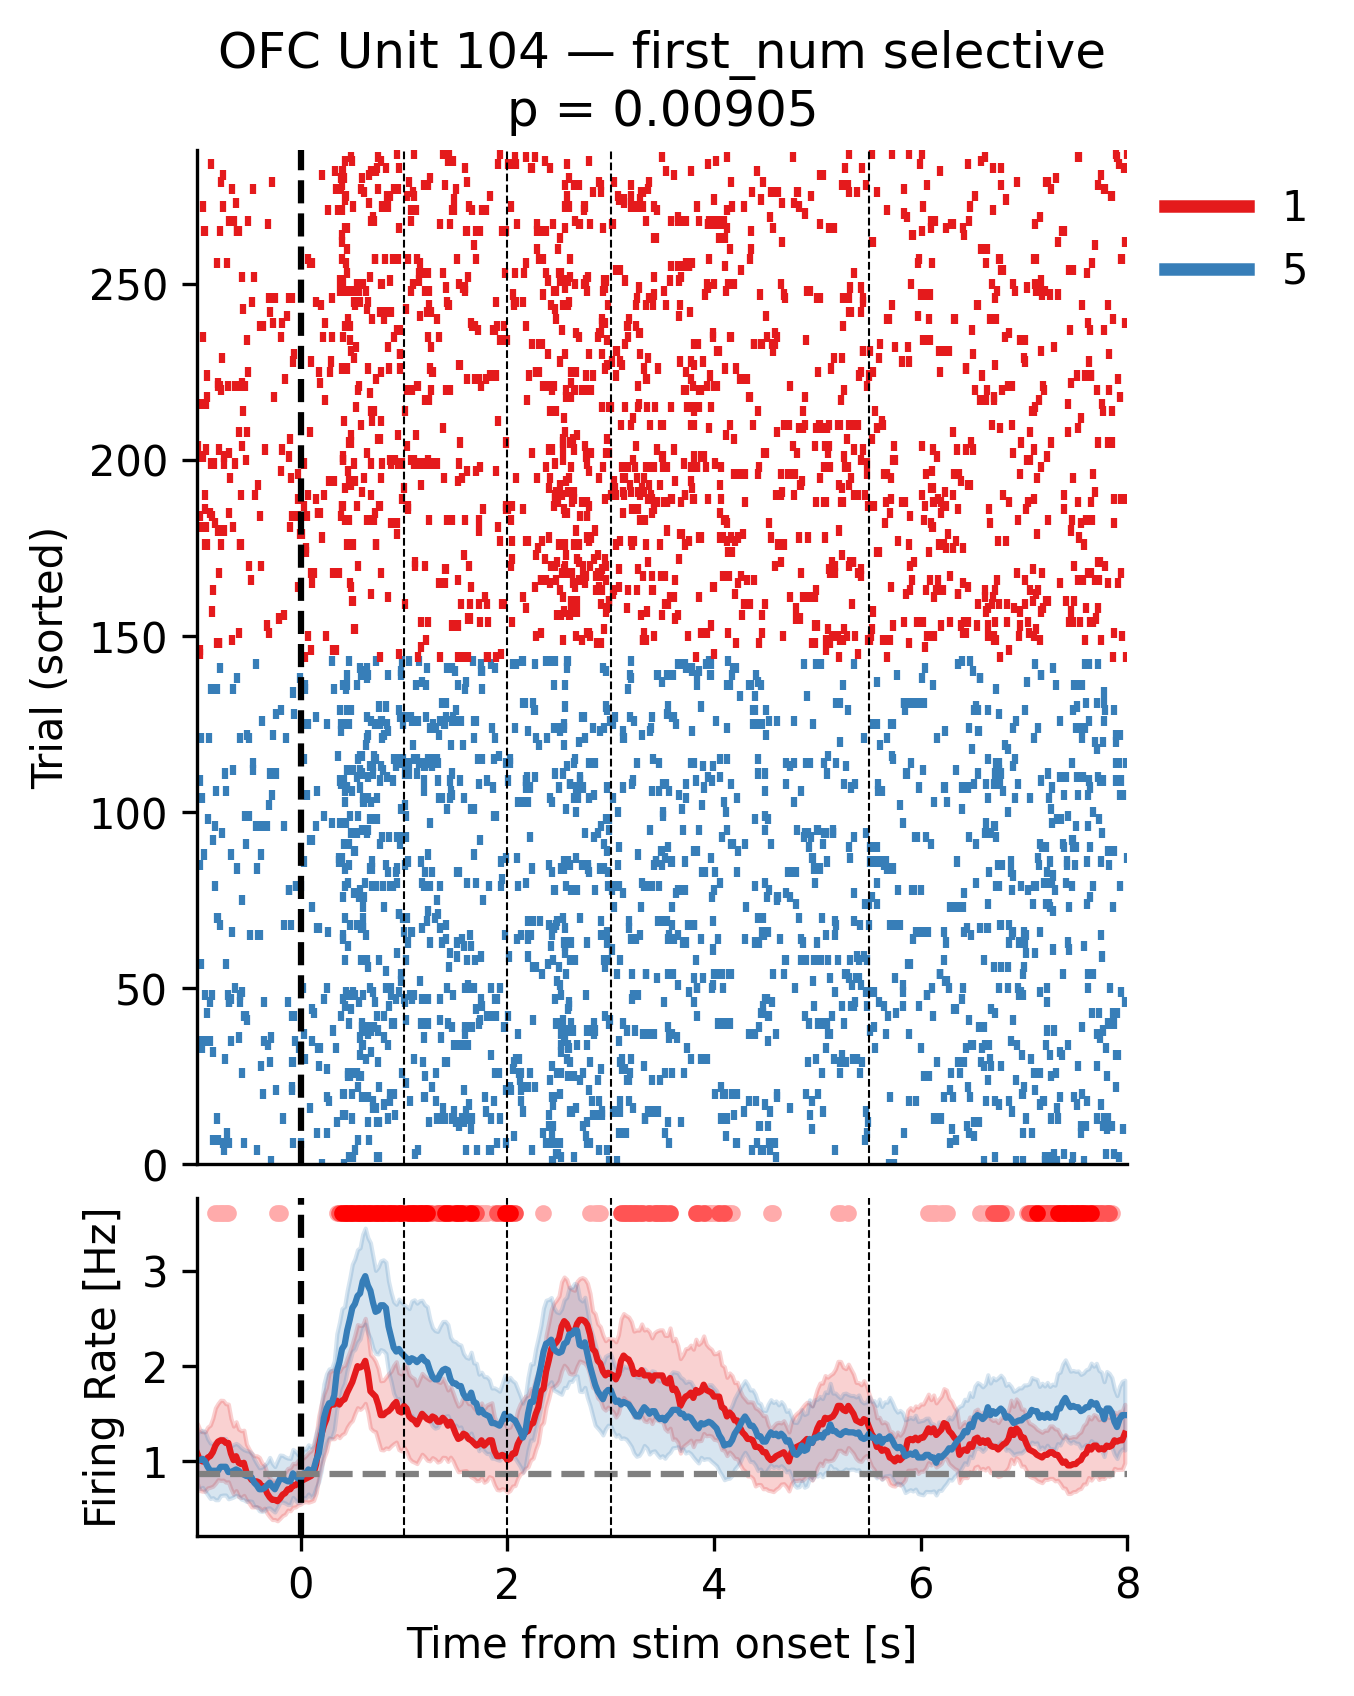 OFC Unit 104 — first_num selective
p = 0.00905
1
5
250
200
150
100
50
0
Trial (sorted)
3
2
1
Firing Rate [Hz]
0 2 4 6 8
Time from stim onset [s]